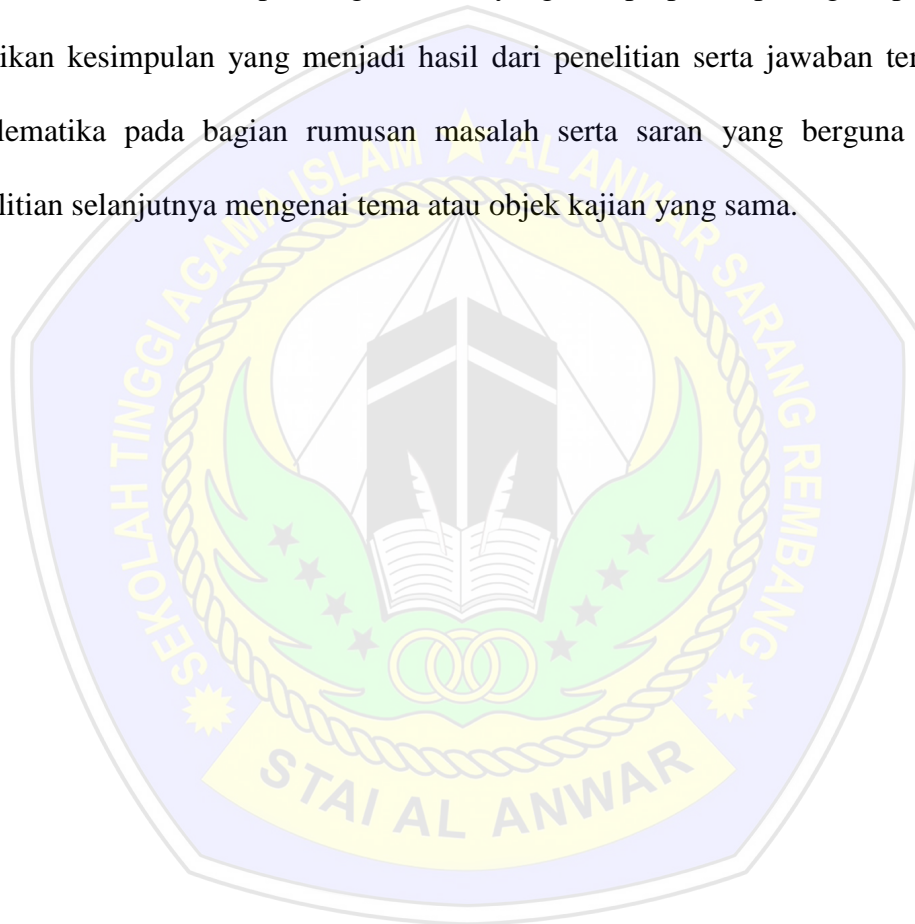 ikan kesimpulan yang menjadi hasil dari penelitian serta jawaban
lematika pada bagian rumusan masalah serta saran yang berguna
litian selanjutnya mengenai tema atau objek kajian yang sama.
SEKOLAH TINGGI AGAMA ISLAM ★ AL ANWAR SARANG REMBANG
STAI AL ANWAR